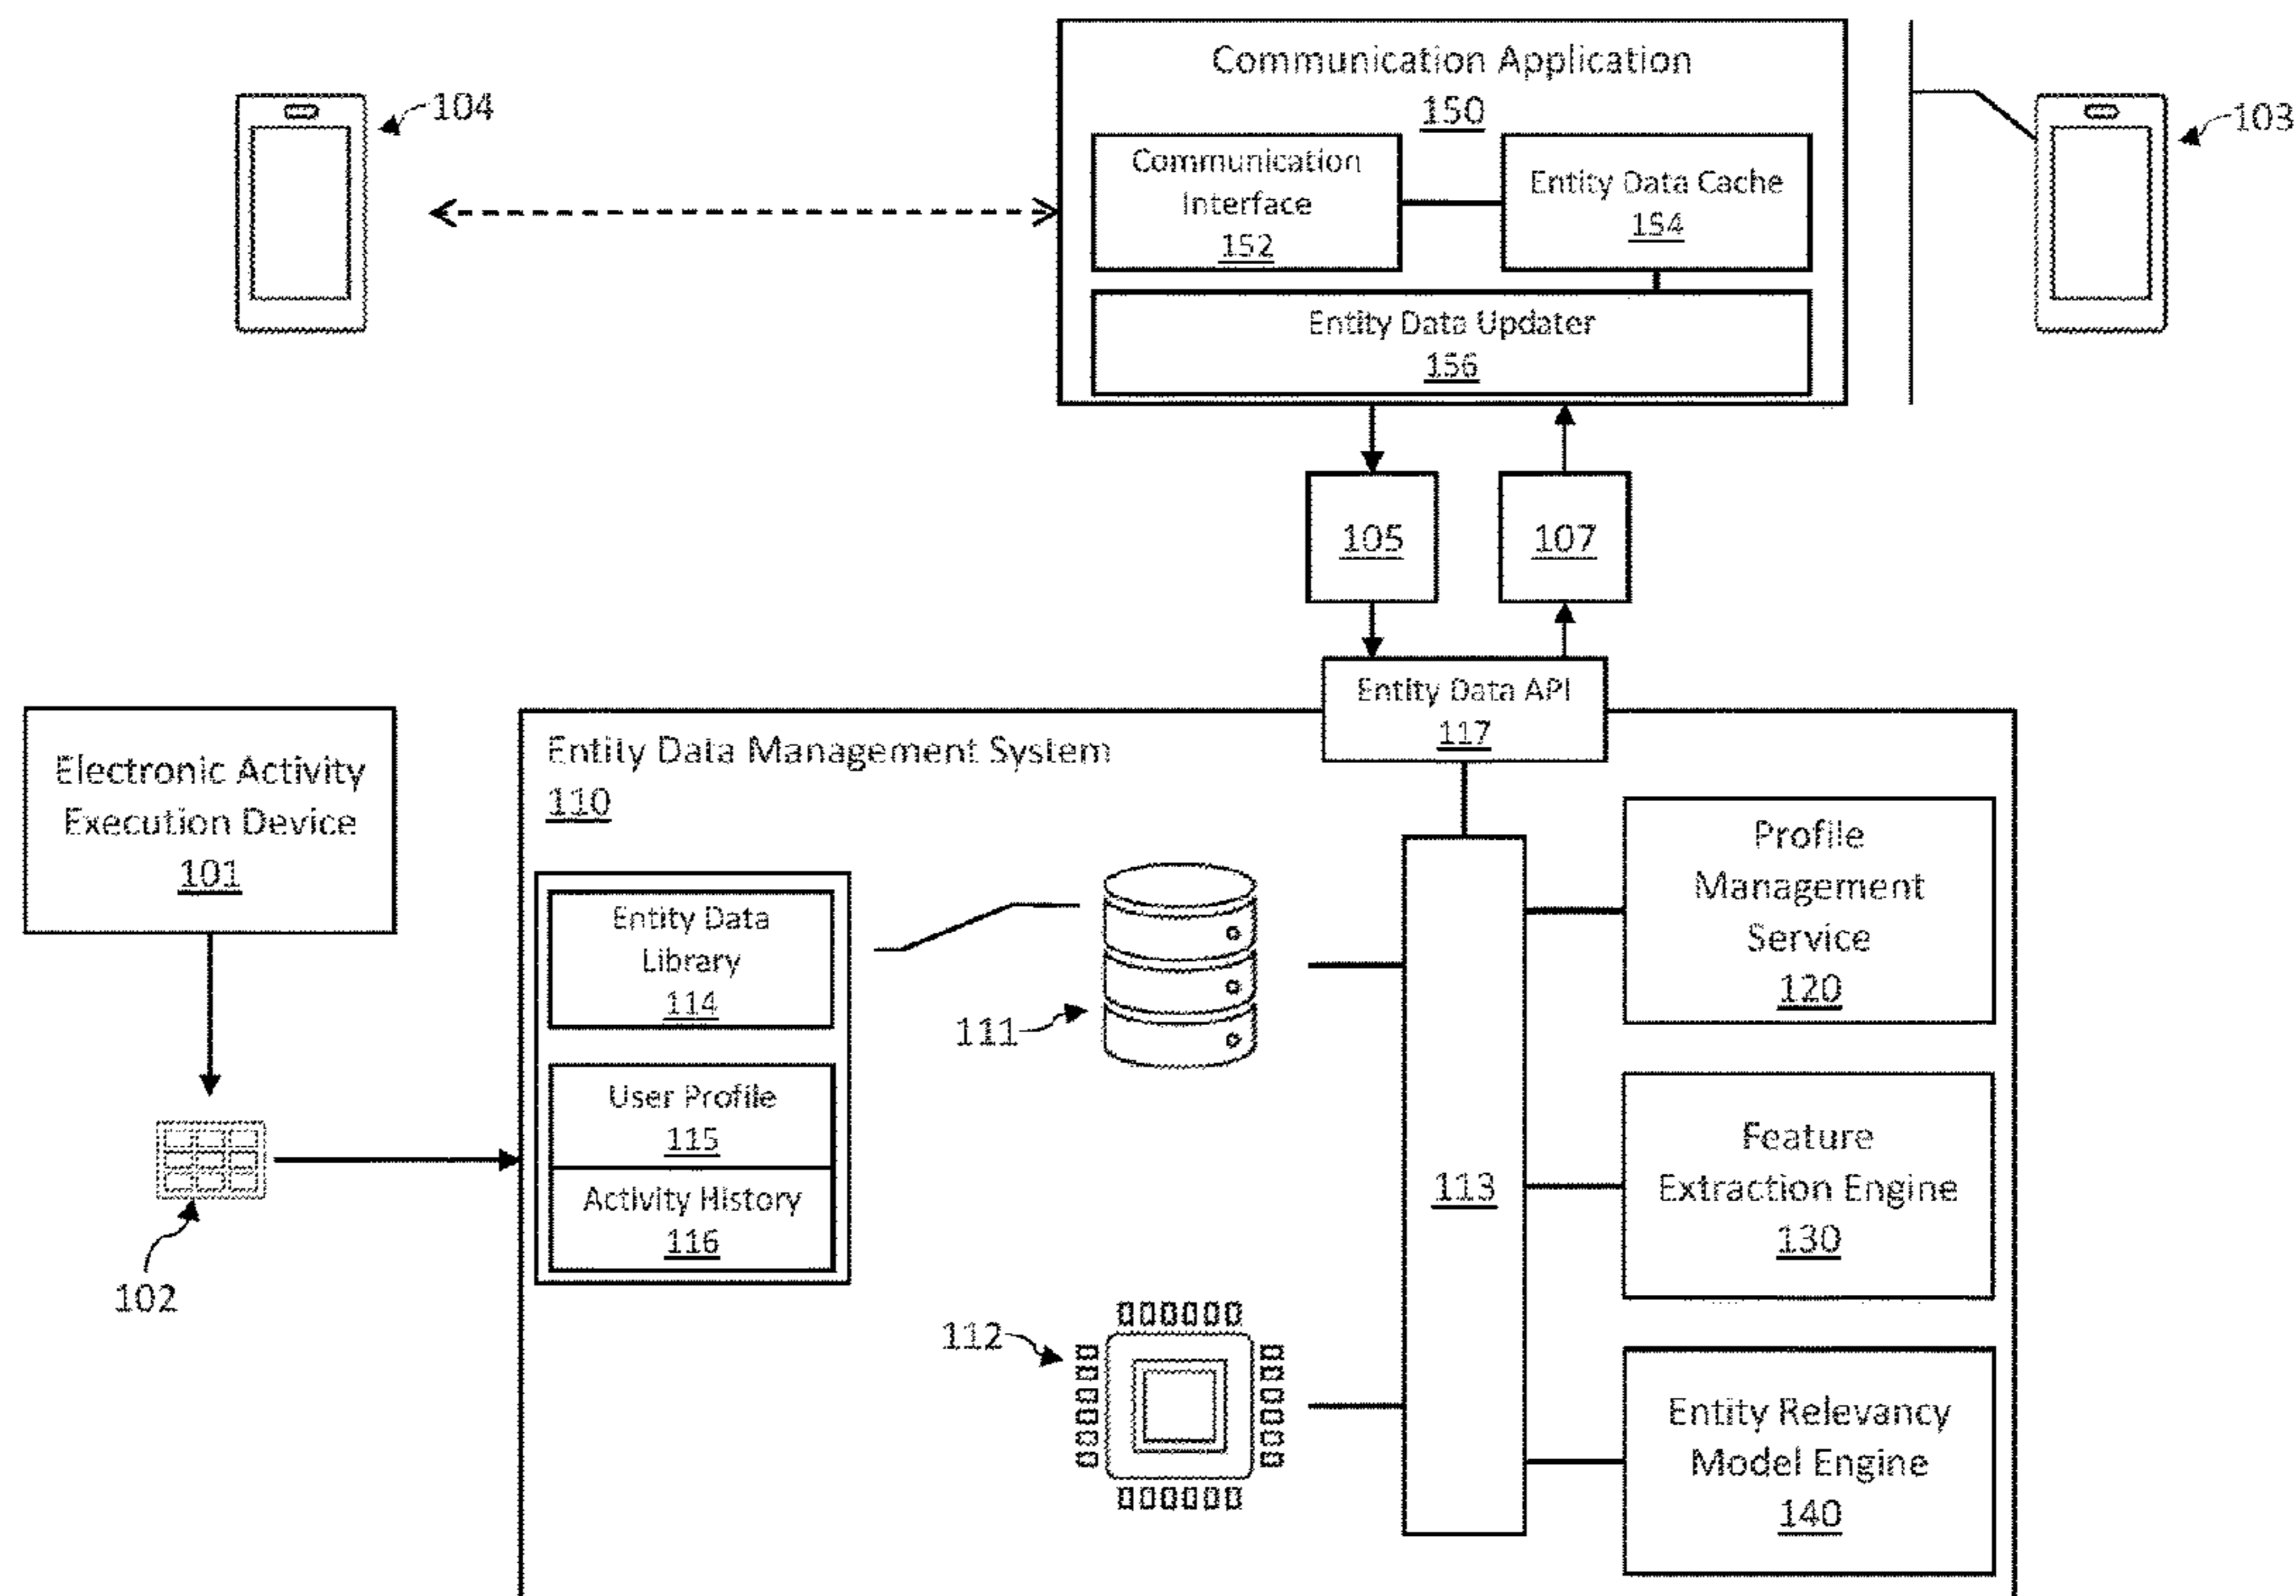 Communication Application
150
104
103
Communication
Interface
152
Entity Data Cache
154
Entity Data Updater
156
105
107
Entity Data API
117
Electronic Activity
Execution Device
101
Entity Data Management System
110
Entity Data
Library
114
111
Profile
Management
Service
120
User Profile
115
Activity History
116
102
113
Feature
Extraction Engine
130
112
Entity Relevancy
Model Engine
140